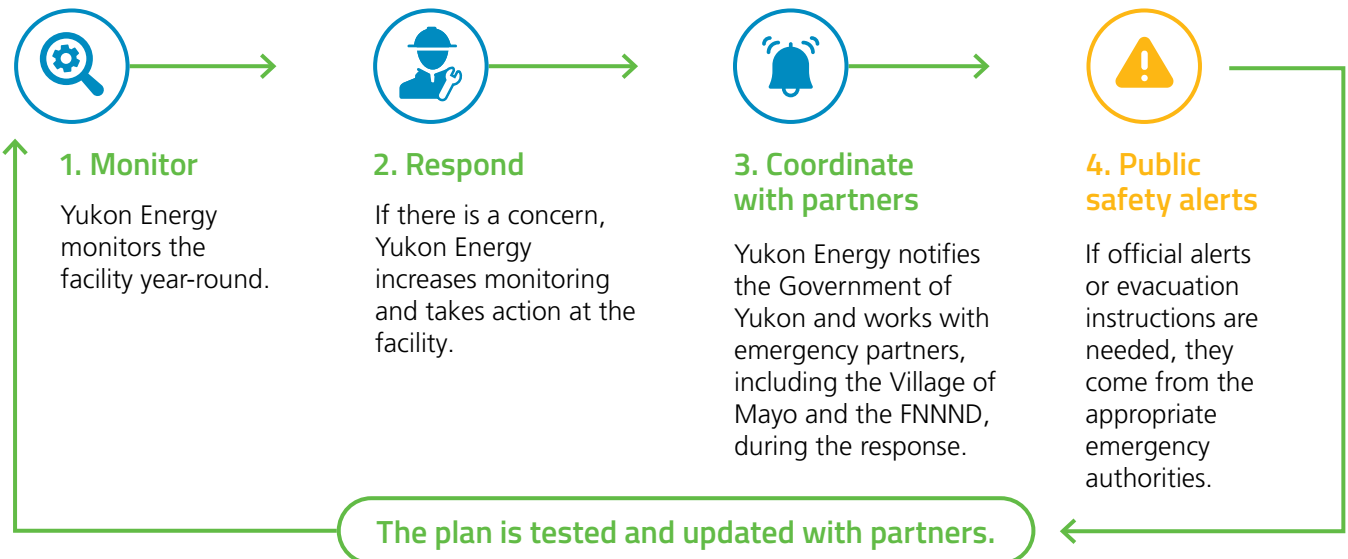 1. Monitor
Yukon Energy
monitors the
facility year-round.
2. Respond
If there is a concern,
Yukon Energy
increases monitoring
and takes action at the
facility.
3. Coordinate
with partners
Yukon Energy notifies
the Government of
Yukon and works with
emergency partners,
including the Village of
Mayo and the FNNND,
during the response.
4. Public
safety alerts
If official alerts
or evacuation
instructions are
needed, they
come from the
appropriate
emergency
authorities.
The plan is tested and updated with partners.